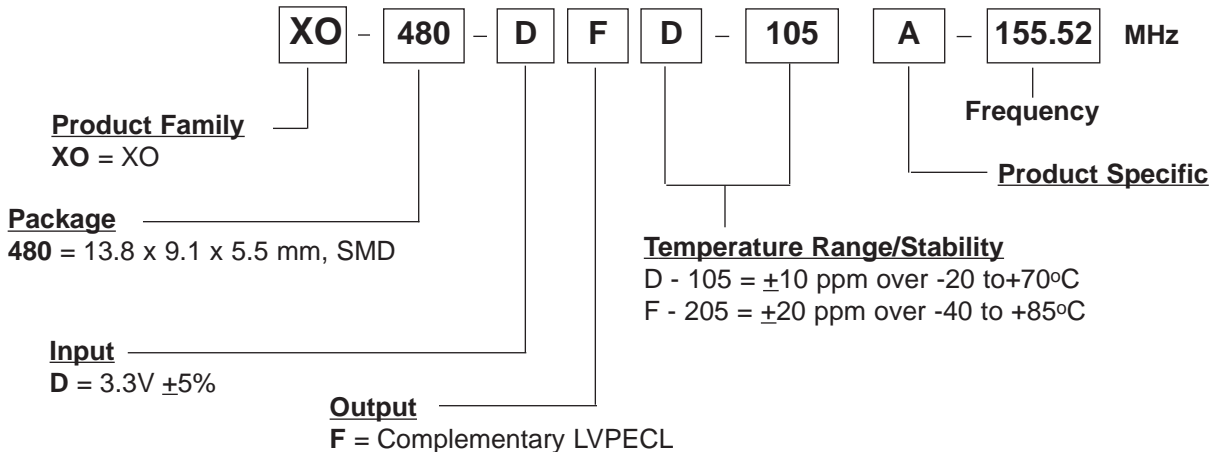 XO - 480 - D F D - 105 A - 155.52 MHz
Frequency
Product Family
XO = XO
Product Specific
Package
480 = 13.8 x 9.1 x 5.5 mm, SMD
Temperature Range/Stability
D - 105 = ±10 ppm over -20 to+70ºC
F - 205 = ±20 ppm over -40 to +85ºC
Input
D = 3.3V ±5%
Output
F = Complementary LVPECL